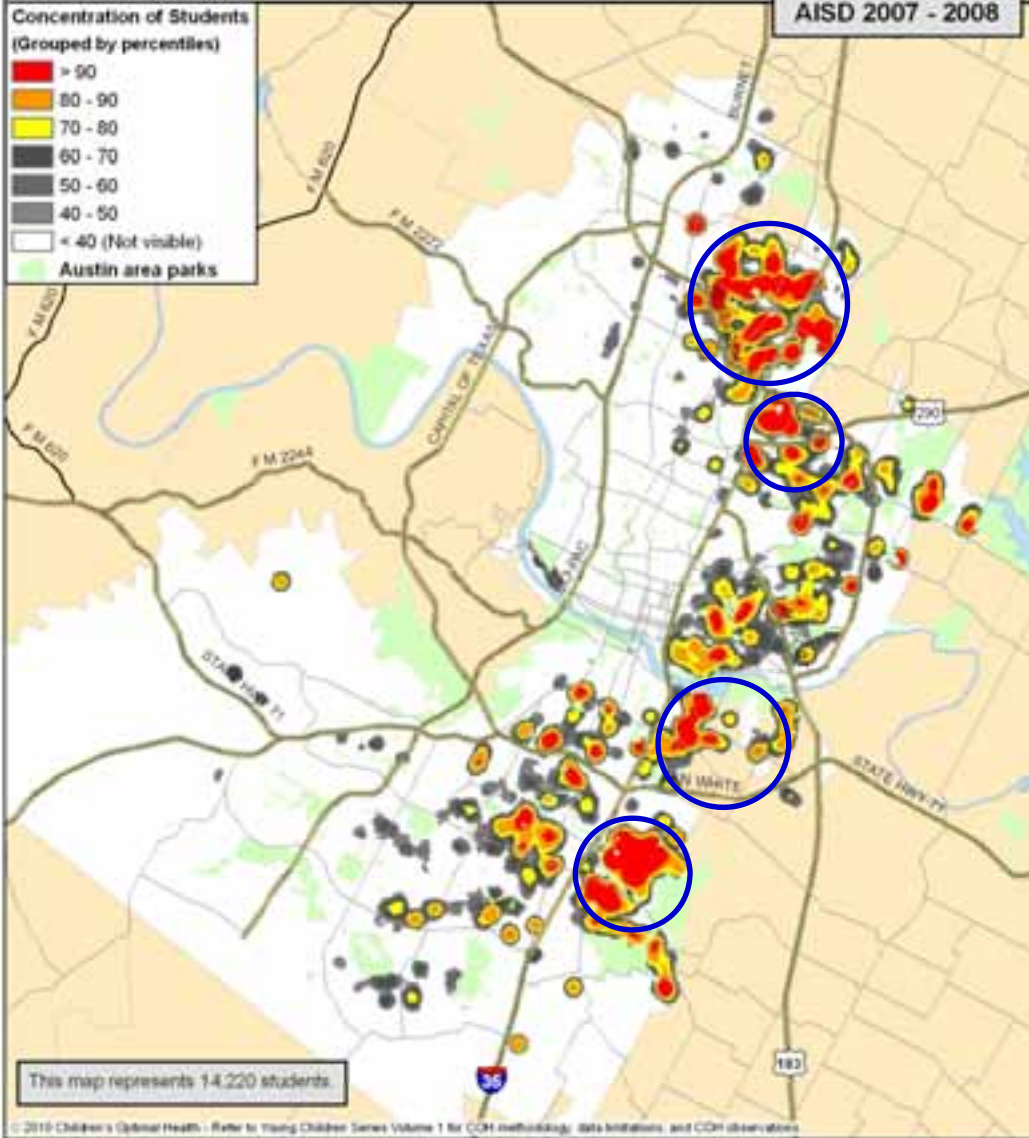 AISD 2007 - 2008
Concentration of Students
(Grouped by percentiles)
> 90
80 - 90
70 - 80
60 - 70
50 - 60
40 - 50
< 40 (Not visible)
Austin area parks
BURNET
F M 620
F M 2222
F M 620
CAPITAL OF TEXAS
290
F M 620
F M 2244
STATE HWY 71
N WHITE
STATE HWY 71
183
35
This map represents 14,220 students.
© 2010 Children's Optimal Health - Refer to Young Children Series Volume 1 for COH methodology, data limitations, and COH observations